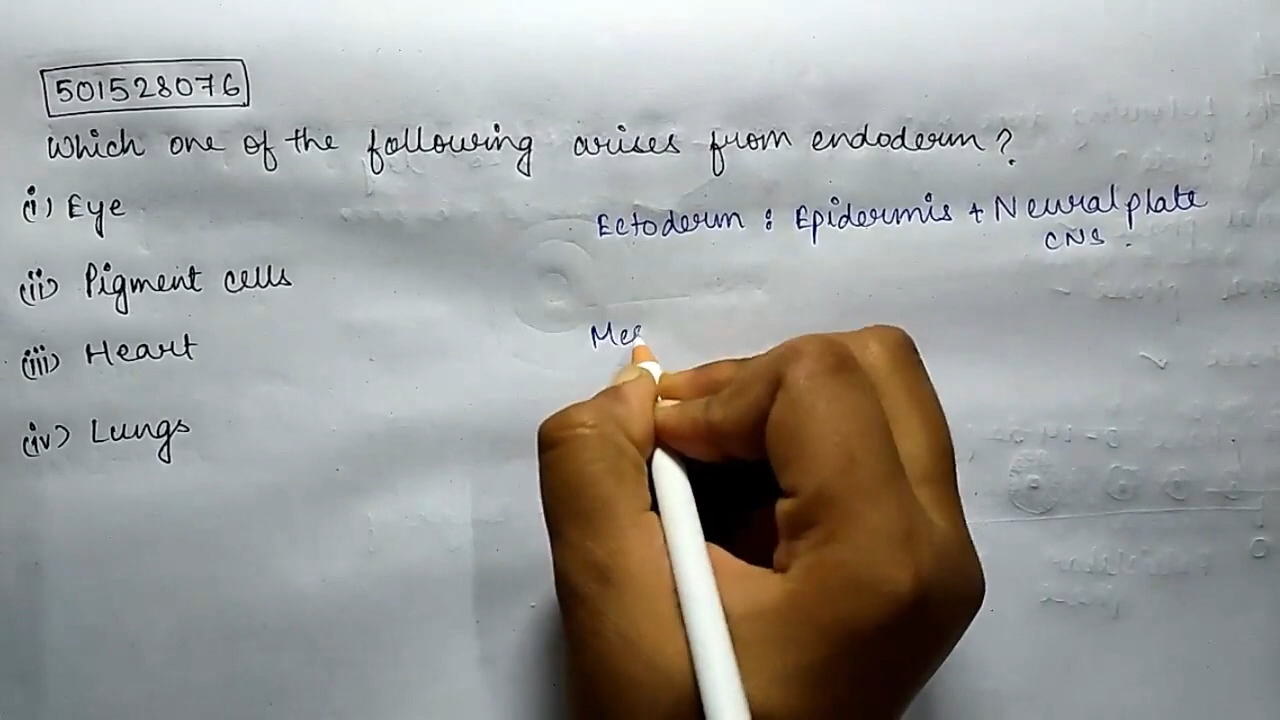 501528076
Which one of the following arises from endoderm?
(i) Eye
Ectoderm : Epidermis + Neural plate
CNS.
(ii) Pigment cells
Mes
(iii) Heart
(iv) Lungs